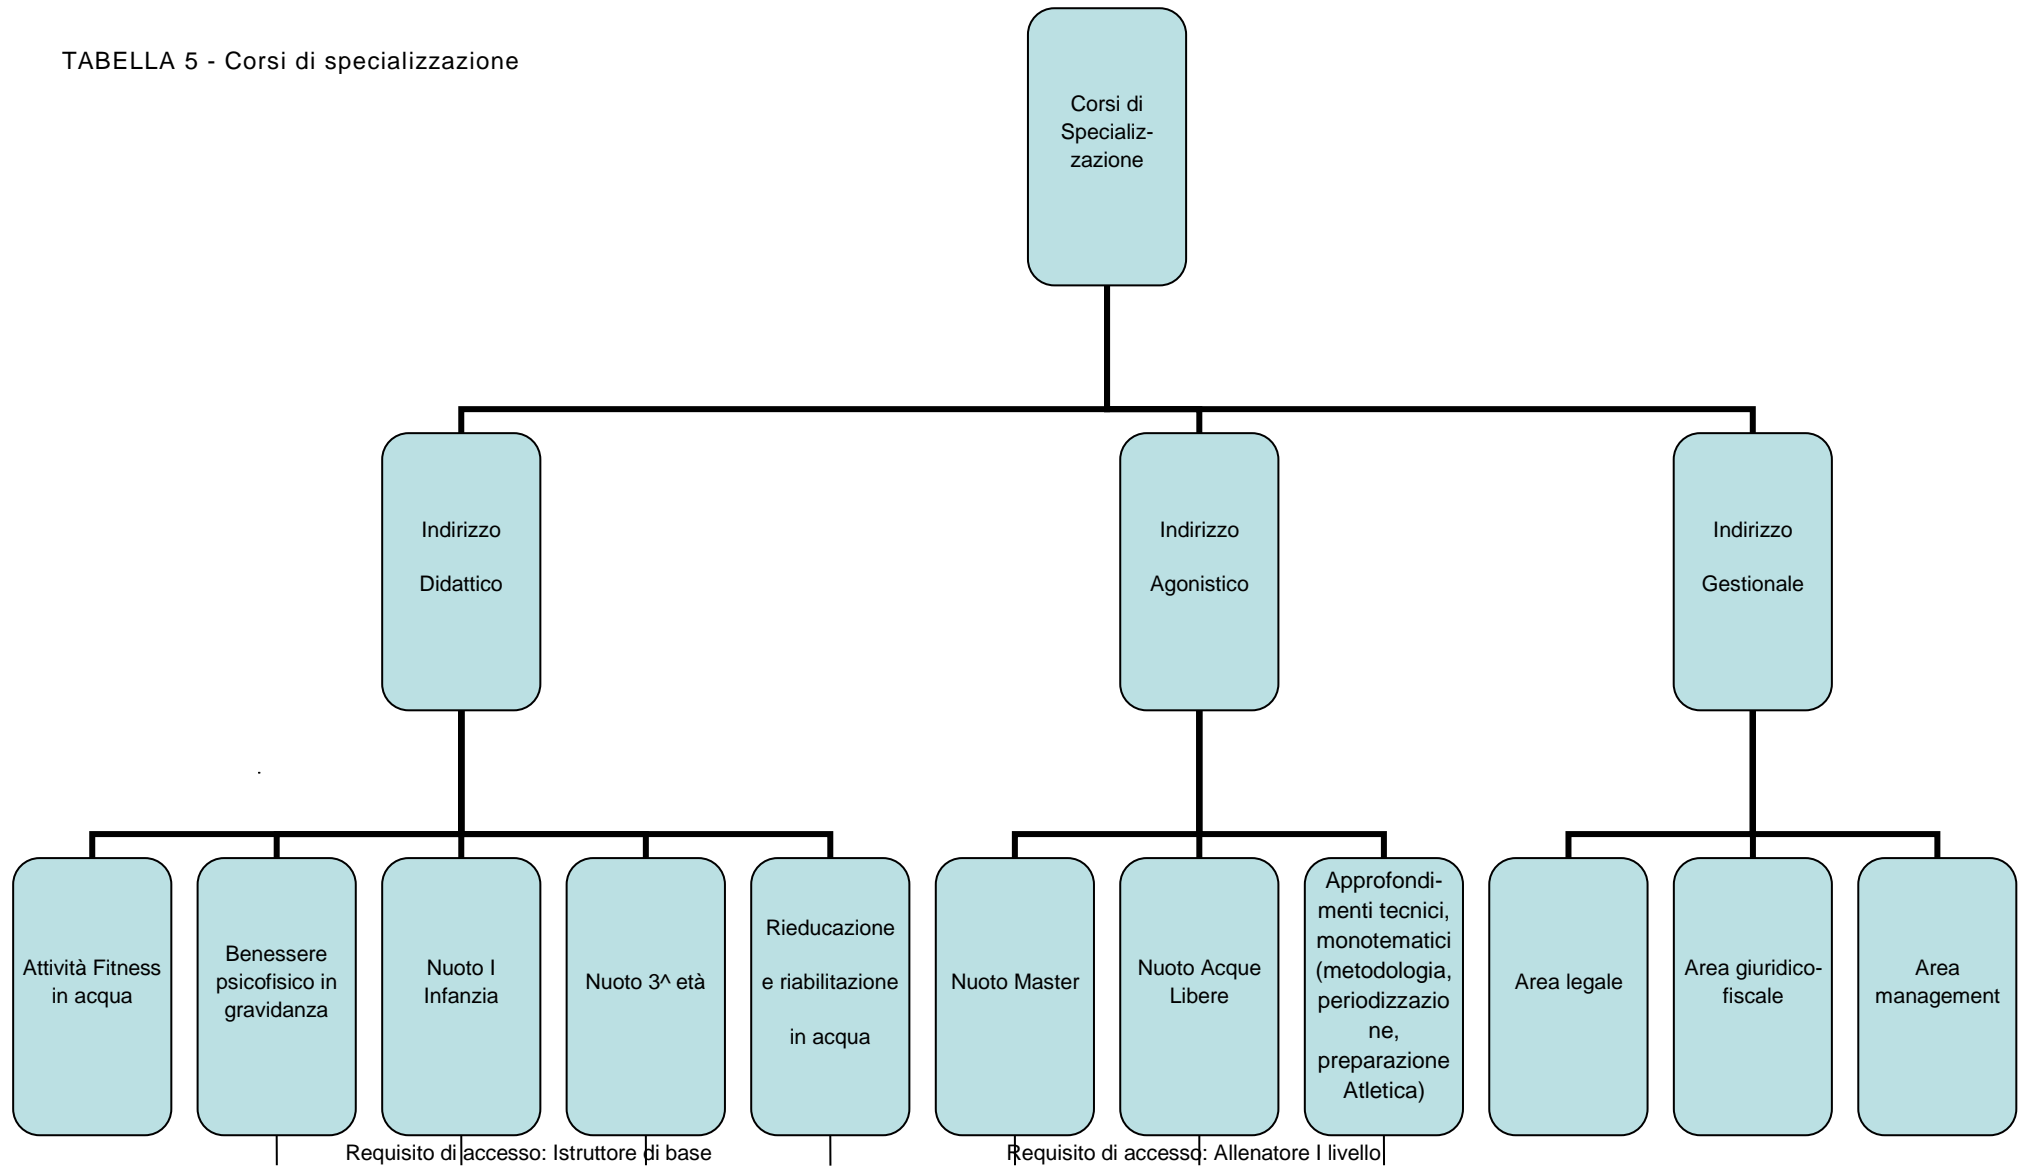 TABELLA 5 - Corsi di specializzazione
Corsi di
Specializ-
zazione
Indirizzo
Didattico
Indirizzo
Agonistico
Indirizzo
Gestionale
Attività Fitness
in acqua
Benessere
psicofisico in
gravidanza
Nuoto I
Infanzia
Nuoto 3^ età
Rieducazione
e riabilitazione
in acqua
Nuoto Master
Nuoto Acque
Libere
Approfondi-
menti tecnici,
monotematici
(metodologia,
periodizzazio
ne,
preparazione
Atletica)
Area legale
Area giuridico-
fiscale
Area
management
Requisito di accesso: Istruttore di base
Requisito di accesso: Allenatore I livello